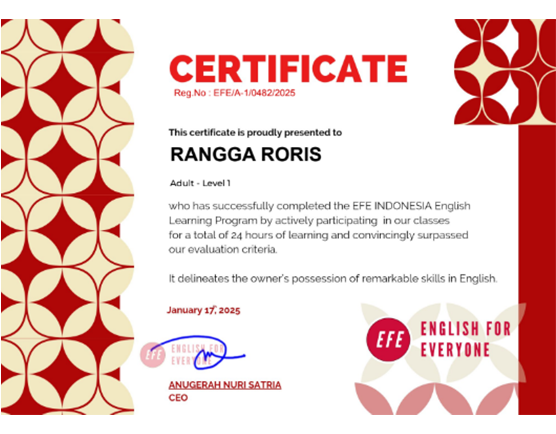 CERTIFICATE
Reg.No : EFE/A-1/0482/2025
This certificate is proudly presented to
RANGGA RORIS
Adult - Level 1
who has successfully completed the EFE INDONESIA English
Learning Program by actively participating in our classes
for a total of 24 hours of learning and convincingly surpassed
our evaluation criteria.
It delineates the owner's possession of remarkable skills in English.
January 17, 2025
EFE ENGLISH FOR
EVERYONE
ANUGERAH NURI SATRIA
CEO
EFE
ENGLISH FOR
EVERYONE